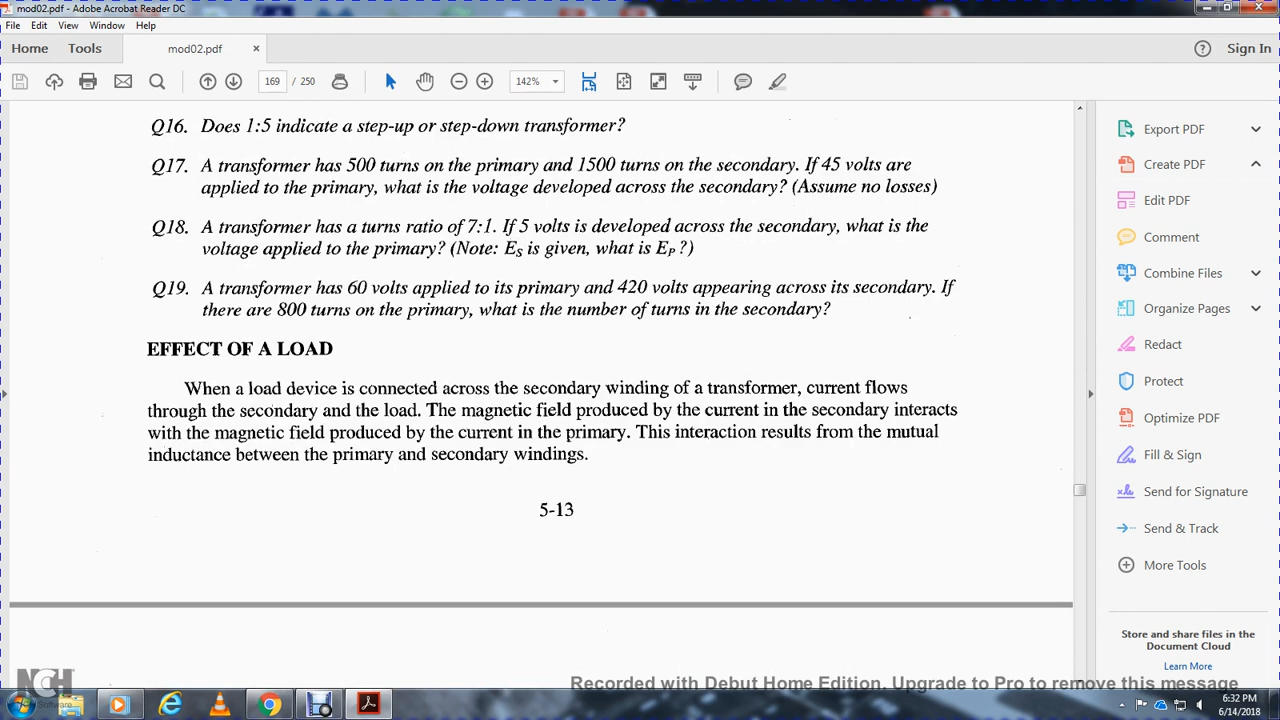 mod02.pdf - Adobe Acrobat Reader DC
File Edit View Window Help
Home Tools mod02.pdf × ? Sign In
169 / 250 142%
Q16. Does 1:5 indicate a step-up or step-down transformer?
Q17. A transformer has 500 turns on the primary and 1500 turns on the secondary. If 45 volts are
applied to the primary, what is the voltage developed across the secondary? (Assume no losses)
Q18. A transformer has a turns ratio of 7:1. If 5 volts is developed across the secondary, what is the
voltage applied to the primary? (Note: ES is given, what is EP ?)
Q19. A transformer has 60 volts applied to its primary and 420 volts appearing across its secondary. If
there are 800 turns on the primary, what is the number of turns in the secondary?
EFFECT OF A LOAD
When a load device is connected across the secondary winding of a transformer, current flows
through the secondary and the load. The magnetic field produced by the current in the secondary interacts
with the magnetic field produced by the current in the primary. This interaction results from the mutual
inductance between the primary and secondary windings.
5-13
Export PDF
Create PDF
Edit PDF
Comment
Combine Files
Organize Pages
Redact
Protect
Optimize PDF
Fill & Sign
Send for Signature
Send & Track
More Tools
Store and share files in the
Document Cloud
Learn More
NCH
Software
Recorded with Debut Home Edition. Upgrade to Pro to remove this message
6:32 PM
6/14/2018